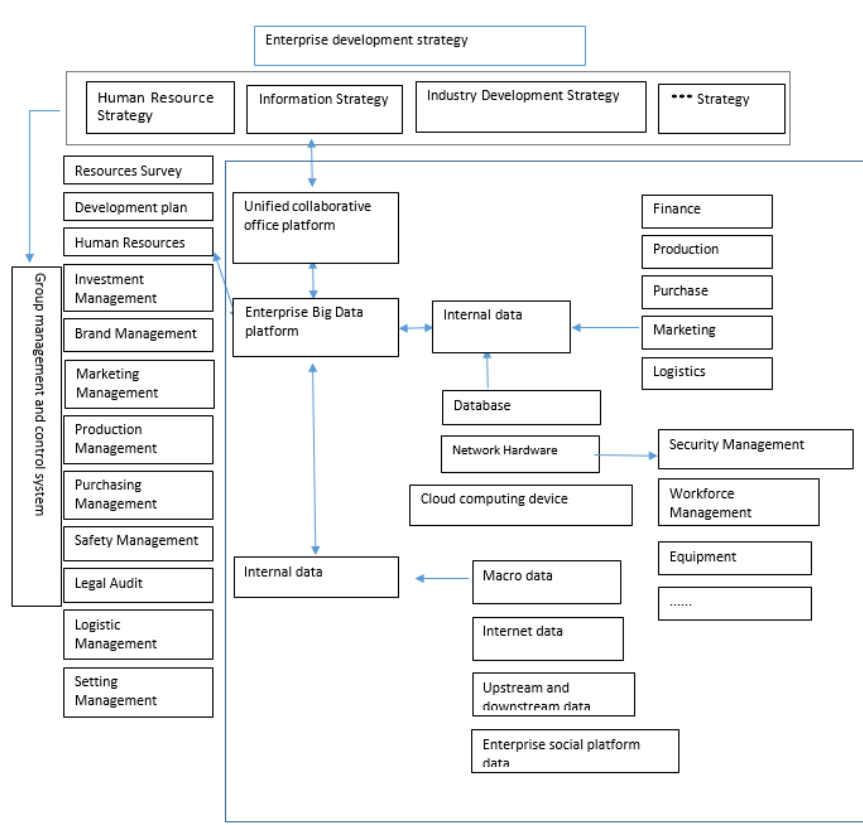 Enterprise development strategy
Human Resource
Strategy
Information Strategy
Industry Development Strategy
••• Strategy
Resources Survey
Development plan
Human Resources
Investment
Management
Brand Management
Marketing
Management
Production
Management
Purchasing
Management
Safety Management
Legal Audit
Logistic
Management
Setting
Management
Group management and control system
Unified collaborative
office platform
Enterprise Big Data
platform
Internal data
Finance
Production
Purchase
Marketing
Logistics
Database
Network Hardware
Cloud computing device
Security Management
Workforce
Management
Equipment
......
Internal data
Macro data
Internet data
Upstream and
downstream data
Enterprise social platform
data